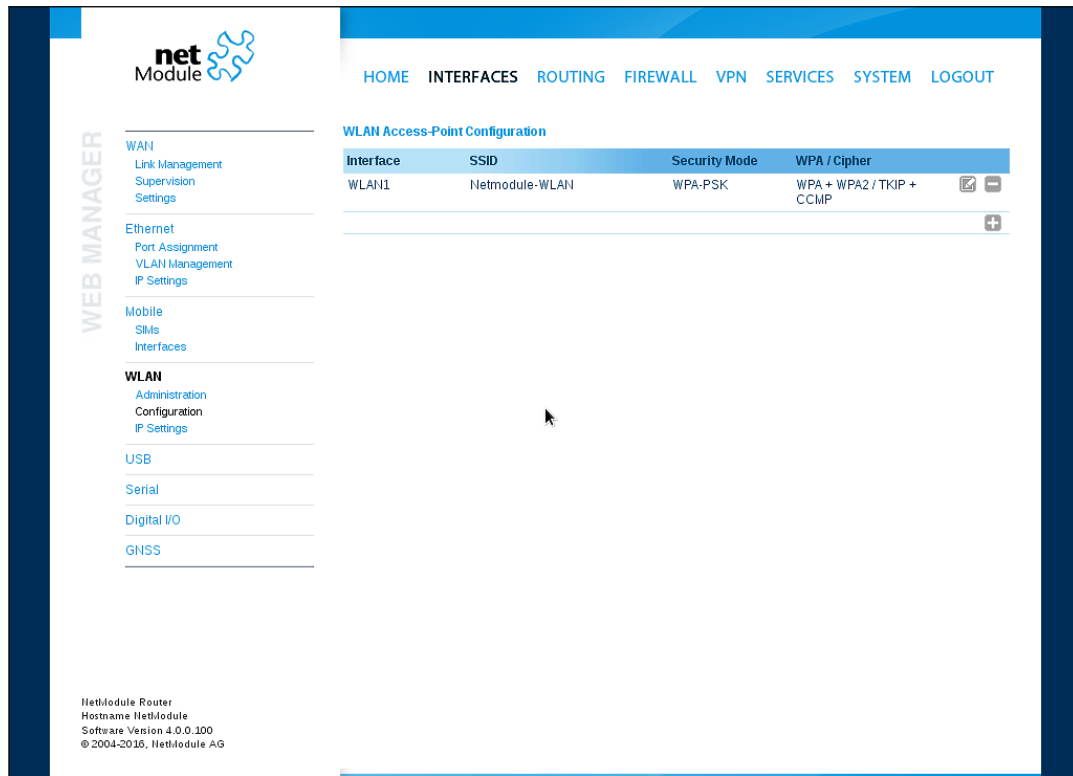 net
Module
HOME INTERFACES ROUTING FIREWALL VPN SERVICES SYSTEM LOGOUT
WEB MANAGER
WAN
Link Management
Supervision
Settings
Ethernet
Port Assignment
VLAN Management
IP Settings
Mobile
SIMs
Interfaces
WLAN
Administration
Configuration
IP Settings
USB
Serial
Digital I/O
GNSS
WLAN Access-Point Configuration
Interface SSID Security Mode WPA / Cipher
WLAN1 Netmodule-WLAN WPA-PSK WPA + WPA2 / TKIP +
CCMP
NetModule Router
Hostname NetModule
Software Version 4.0.0.100
© 2004-2016, NetModule AG